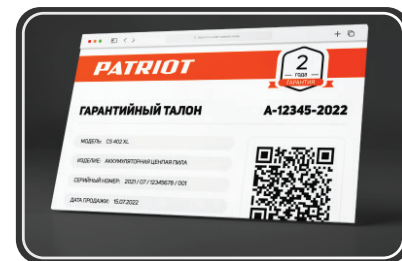 PATRIOT
2
ГОДА
ГАРАНТИЯ
ГАРАНТИЙНЫЙ ТАЛОН
A-12345-2022
МОДЕЛЬ: CS 402 XL
ИЗДЕЛИЕ: АККУМУЛЯТОРНАЯ ЦЕПНАЯ ПИЛА
СЕРИЙНЫЙ НОМЕР: 2021 / 07 / 12345678 / 001
ДАТА ПРОДАЖИ: 15.07.2022